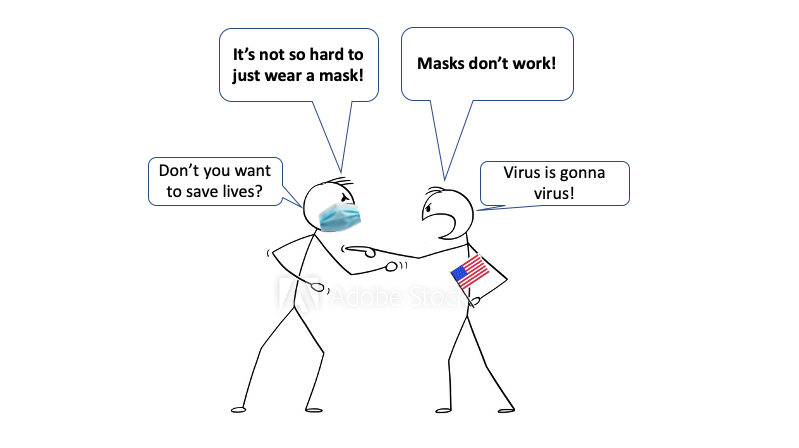 It's not so hard to
just wear a mask!
Masks don't work!
Don't you want
to save lives?
Virus is gonna
virus!
Adobe Stock